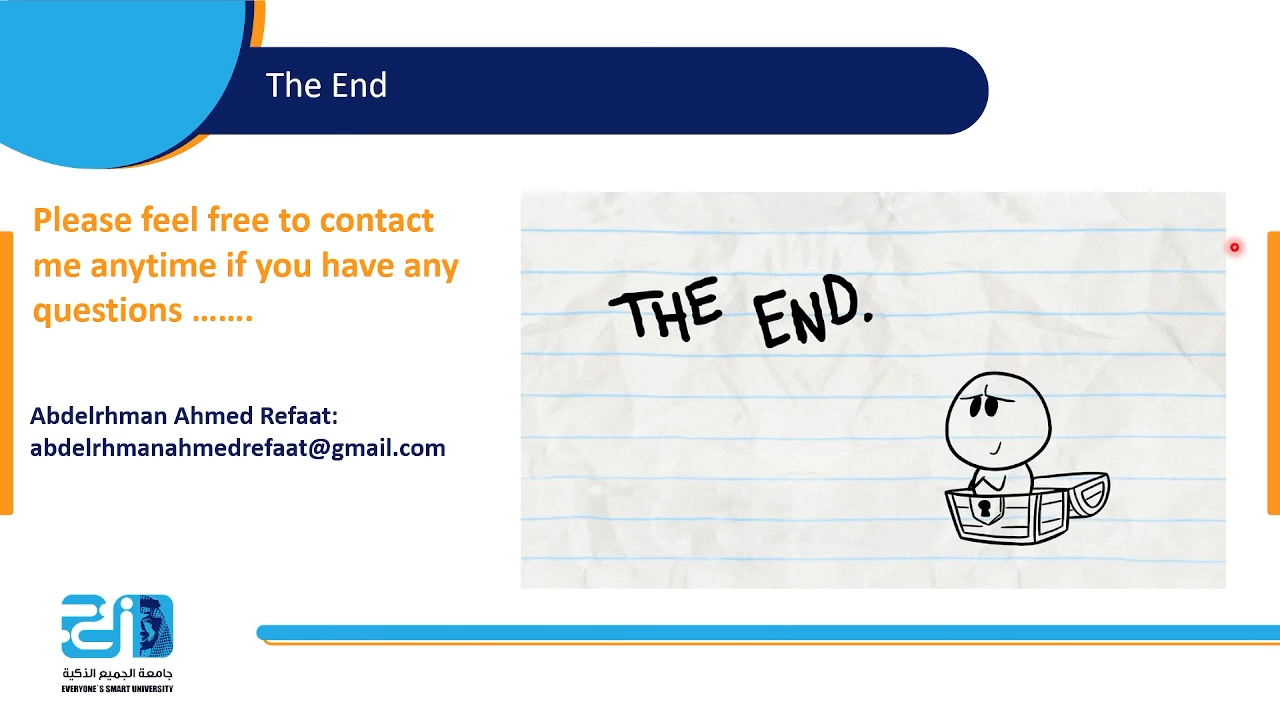 The End
Please feel free to contact
me anytime if you have any
questions …….
Abdelrhman Ahmed Refaat:
abdelrhmanahmedrefaat@gmail.com
THE END.
جامعة الجميع الذكية
EVERYONE`S SMART UNIVERSITY